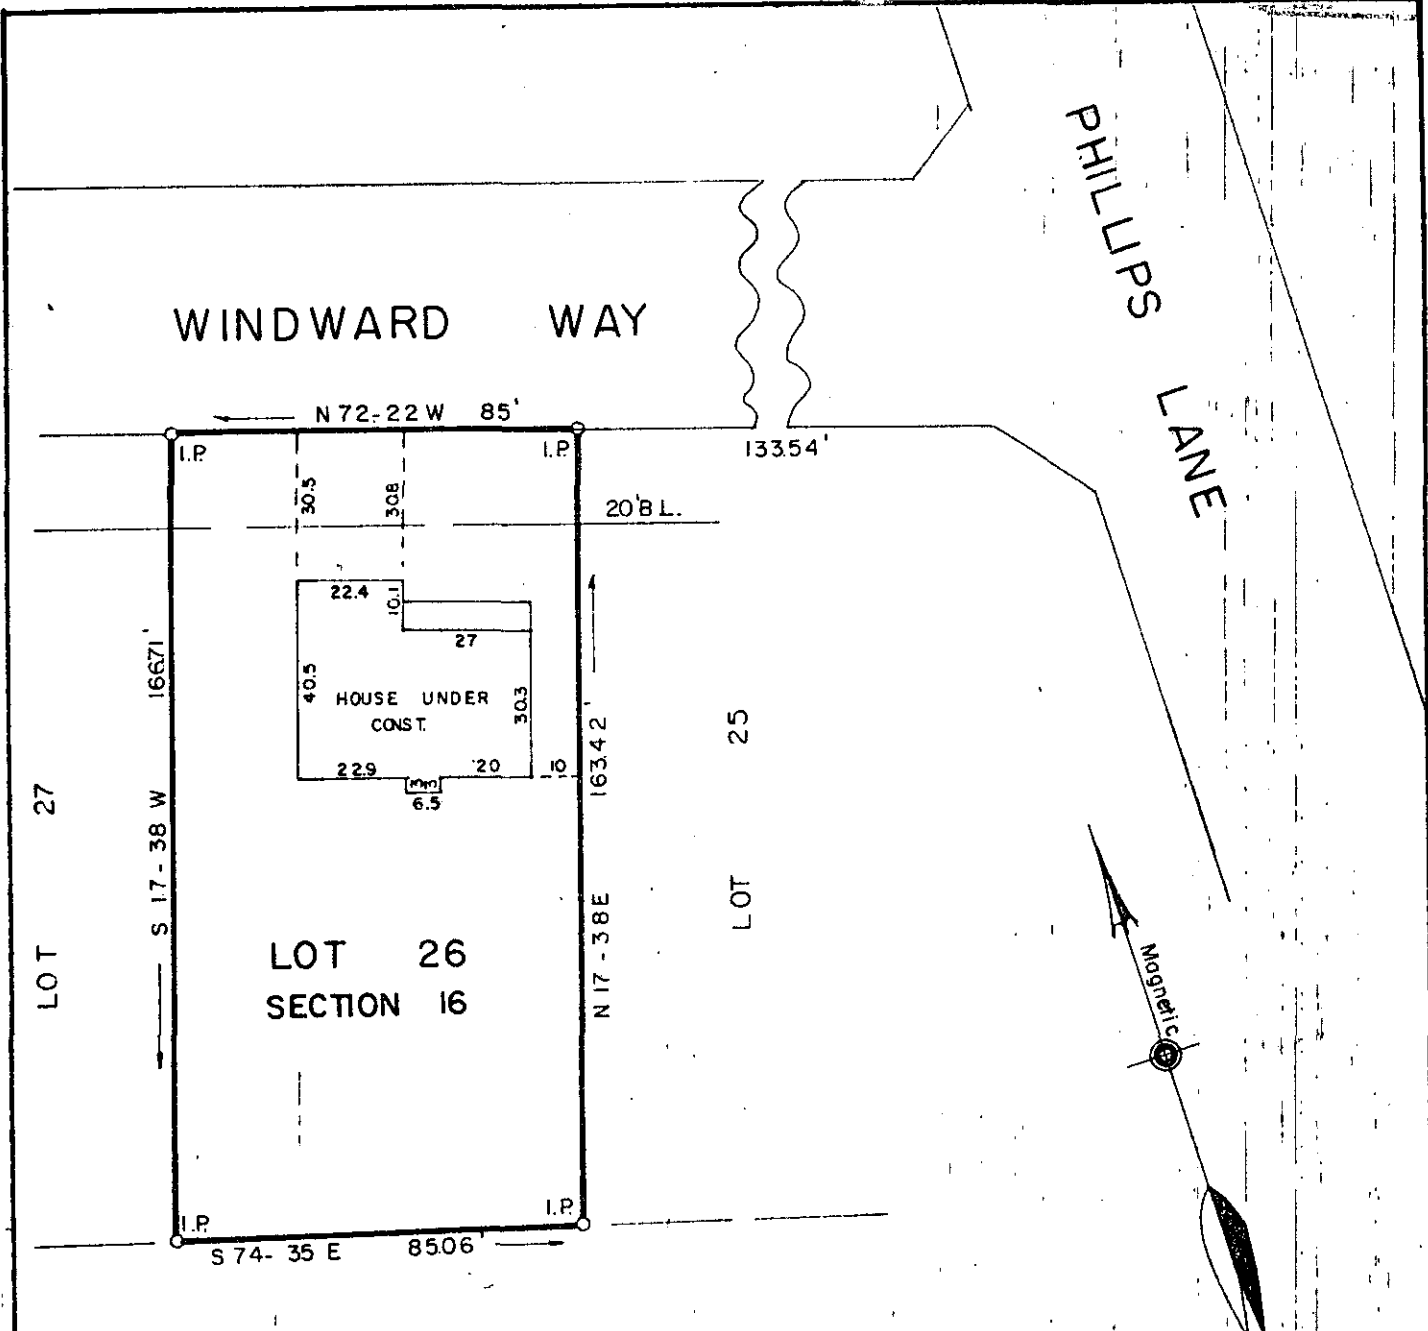 PHILLIPS LANE
WINDWARD WAY
N 72-22 W 85'
I.P.
I.P.
133.54'
30.5
30.8
20' B L.
22.4
10.1
27
166.71'
40.5
HOUSE UNDER
CONST.
30.3
22.9
20
10
6.5
163.42'
LOT 25
LOT 27
S 17-38 W
N 17-38E
LOT 26
SECTION 16
Magnetic
I.P.
I.P.
S 74-35 E 85.06'